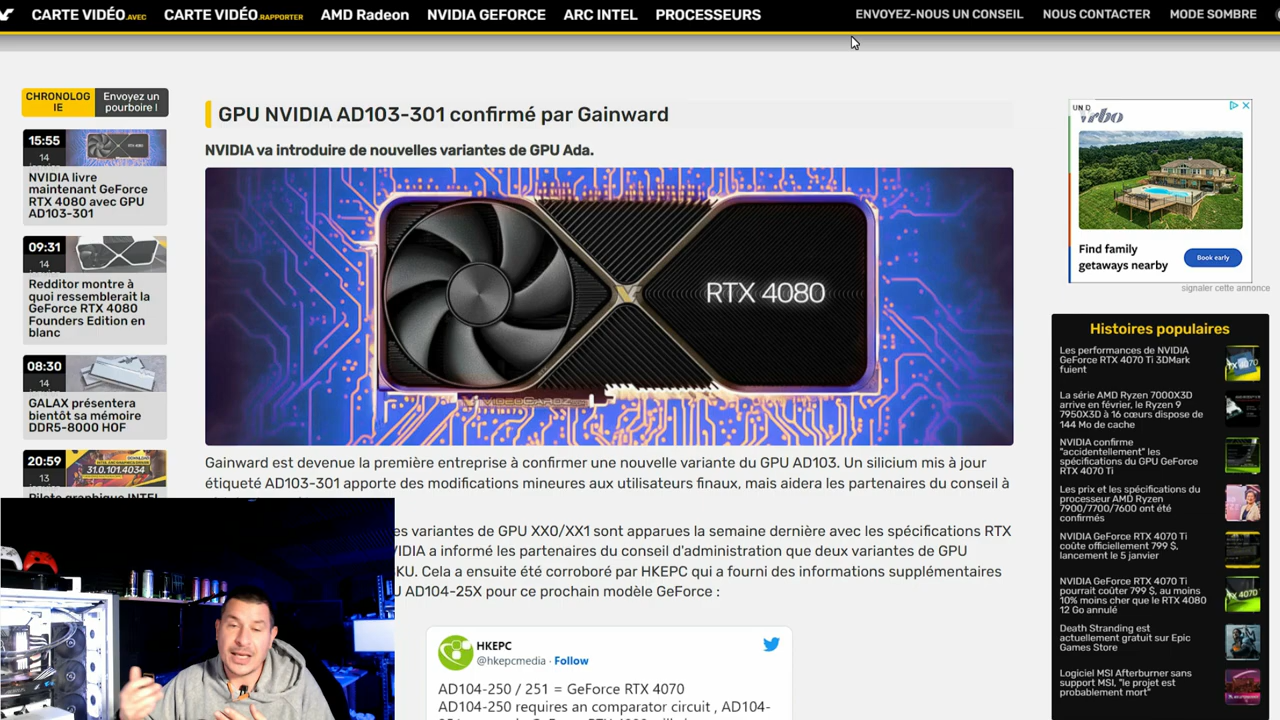 CARTE VIDÉO.AVEC
CARTE VIDÉO.RAPPORTER
AMD Radeon
NVIDIA GEFORCE
ARC INTEL
PROCESSEURS
ENVOYEZ-NOUS UN CONSEIL
NOUS CONTACTER
MODE SOMBRE
CHRONOLOG
IE
Envoyez un
pourboire !
15:55
14
NVIDIA livre
maintenant GeForce
RTX 4080 avec GPU
AD103-301
09:31
14
Redditor montre à
quoi ressemblerait la
GeForce RTX 4080
Founders Edition en
blanc
08:30
14
GALAX présentera
bientôt sa mémoire
DDR5-8000 HOF
20:59
13
31.0.101.4034
Pilote graphique INTEL
GPU NVIDIA AD103-301 confirmé par Gainward
NVIDIA va introduire de nouvelles variantes de GPU Ada.
RTX 4080
VIDEOCARDZ
Gainward est devenue la première entreprise à confirmer une nouvelle variante du GPU AD103. Un silicium mis à jour
étiqueté AD103-301 apporte des modifications mineures aux utilisateurs finaux, mais aidera les partenaires du conseil à
es variantes de GPU XX0/XX1 sont apparues la semaine dernière avec les spécifications RTX
VIDIA a informé les partenaires du conseil d'administration que deux variantes de GPU
KU. Cela a ensuite été corroboré par HKEPC qui a fourni des informations supplémentaires
U AD104-25X pour ce prochain modèle GeForce :
HKEPC
@hkepcmedia · Follow
AD104-250 / 251 = GeForce RTX 4070
AD104-250 requires an comparator circuit , AD104-
UN D
Vrbo
Find family
getaways nearby
Book early
signaler cette annonce
Histoires populaires
Les performances de NVIDIA
GeForce RTX 4070 Ti 3DMark
fuient
La série AMD Ryzen 7000X3D
arrive en février, le Ryzen 9
7950X3D à 16 cœurs dispose de
144 Mo de cache
NVIDIA confirme
"accidentellement" les
spécifications du GPU GeForce
RTX 4070 Ti
Les prix et les spécifications du
processeur AMD Ryzen
7900/7700/7600 ont été
confirmés
NVIDIA GeForce RTX 4070 Ti
coûte officiellement 799 $,
lancement le 5 janvier
NVIDIA GeForce RTX 4070 Ti
pourrait coûter 799 $, au moins
10% moins cher que le RTX 4080
12 Go annulé
Death Stranding est
actuellement gratuit sur Epic
Games Store
Logiciel MSI Afterburner sans
support MSI, "le projet est
probablement mort"